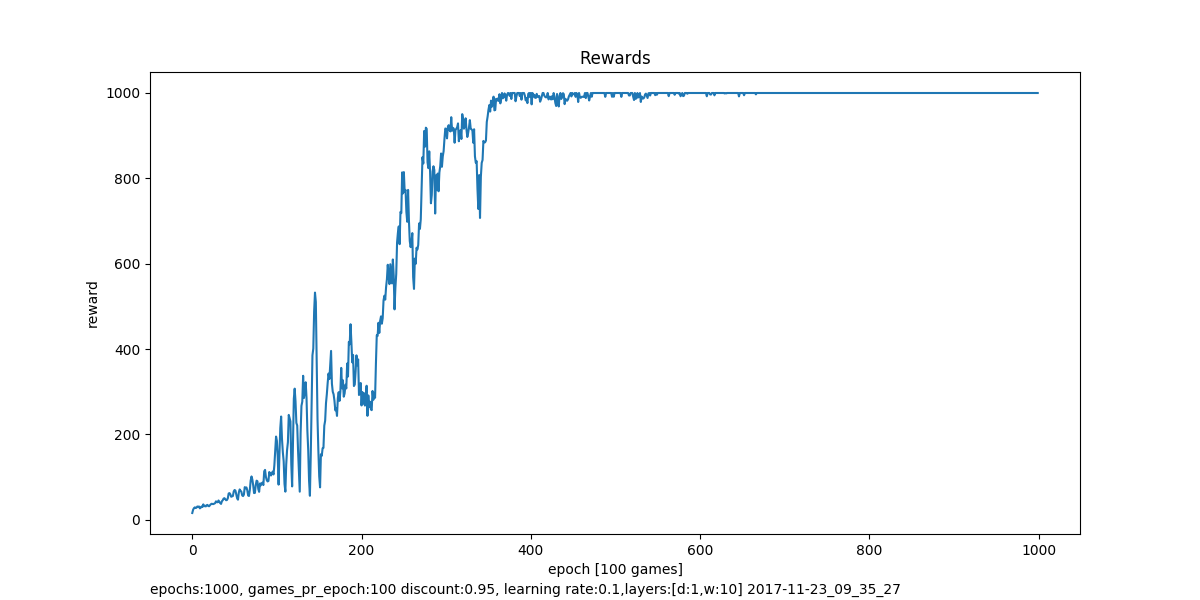 Rewards
1000
800
600
400
200
0
reward
0 200 400 600 800 1000
epoch [100 games]
epochs:1000, games_pr_epoch:100 discount:0.95, learning rate:0.1,layers:[d:1,w:10] 2017-11-23_09_35_27